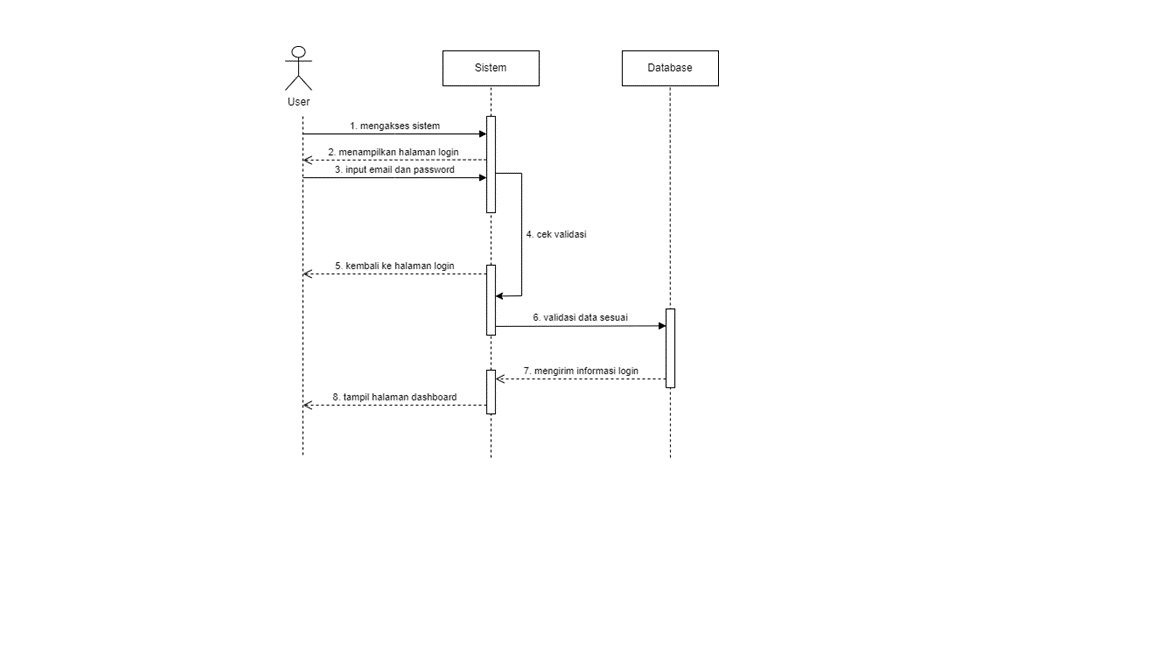 Sistem
Database
User
1. mengakses sistem
2. menampilkan halaman login
3. input email dan password
4. cek validasi
5. kembali ke halaman login
6. validasi data sesuai
7. mengirim informasi login
8. tampil halaman dashboard